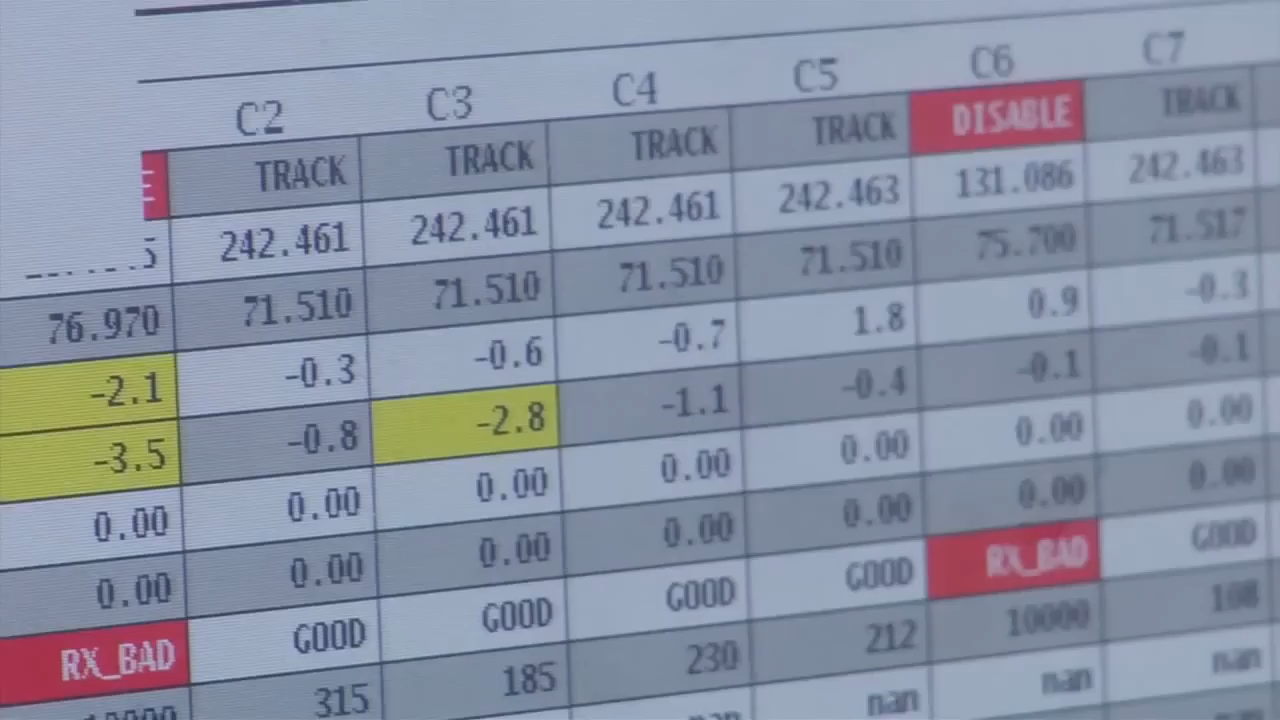 C2 C3 C4 C5 C6 C7
E TRACK TRACK TRACK TRACK DISABLE TRACK
5 242.461 242.461 242.461 242.463 131.086 242.463
76.970 71.510 71.510 71.510 71.510 75.700 71.517
-2.1 -0.3 -0.6 -0.7 1.8 0.9 -0.3
-3.5 -0.8 -2.8 -1.1 -0.4 -0.1 -0.1
0.00 0.00 0.00 0.00 0.00 0.00 0.00
0.00 0.00 0.00 0.00 0.00 0.00 0.00
RX_BAD GOOD GOOD GOOD GOOD RX_BAD GOOD
10000 315 185 230 212 10000 108
nan nan nan nan